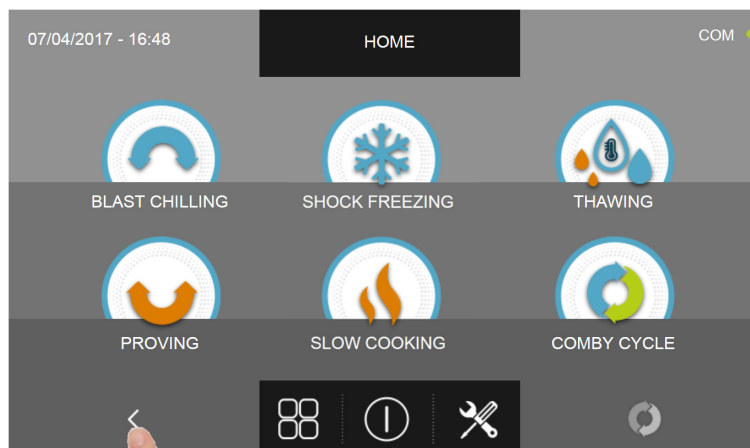 07/04/2017 - 16:48
HOME
COM
BLAST CHILLING
SHOCK FREEZING
THAWING
PROVING
SLOW COOKING
COMBY CYCLE